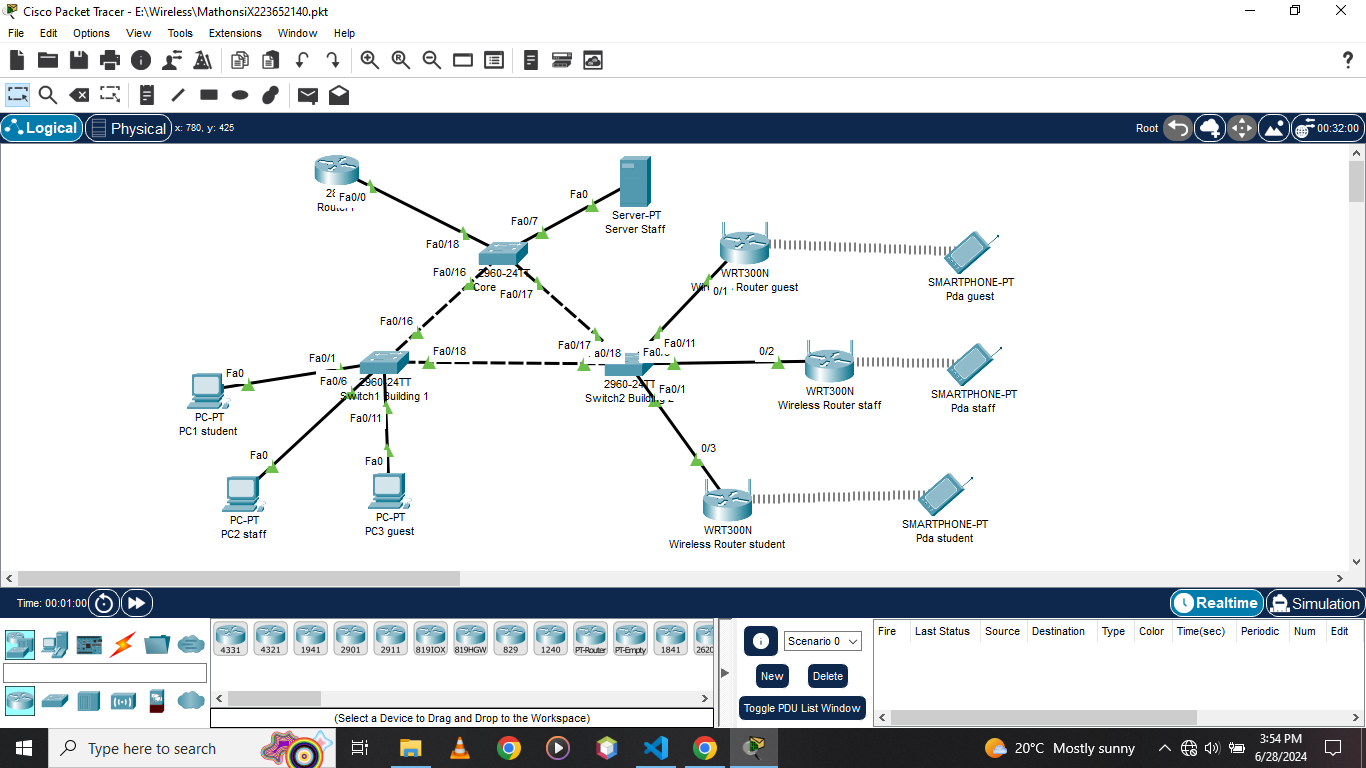 Cisco Packet Tracer - E:\Wireless\MathonsiX223652140.pkt
File Edit Options View Tools Extensions Window Help
Logical Physical x: 780, y: 425 Root 00:32:00
Fa0/0
Fa0/18
Fa0/7
Fa0
Server-PT
Server Staff
Fa0/16
2960-24TT
Core
Fa0/17
WRT300N
Router guest
0/1
SMARTPHONE-PT
Pda guest
Fa0/16
Fa0/18
Fa0/17
Fa0/11
0/2
Fa0/1
Fa0
Fa0/6
2960-24TT
Switch1 Building 1
Fa0/11
2960-24TT
Switch2 Building 2
Fa0/1
WRT300N
Wireless Router staff
SMARTPHONE-PT
Pda staff
PC-PT
PC1 student
Fa0
Fa0
0/3
PC-PT
PC2 staff
PC-PT
PC3 guest
WRT300N
Wireless Router student
SMARTPHONE-PT
Pda student
Time: 00:01:00 Realtime Simulation
4331 4321 1941 2901 2911 819IOX 819HGW 829 1240 PT-Router PT-Empty 1841
(Select a Device to Drag and Drop to the Workspace)
Scenario 0
New Delete
Toggle PDU List Window
Fire Last Status Source Destination Type Color Time(sec) Periodic Num Edit
Type here to search
20°C Mostly sunny
3:54 PM
6/28/2024